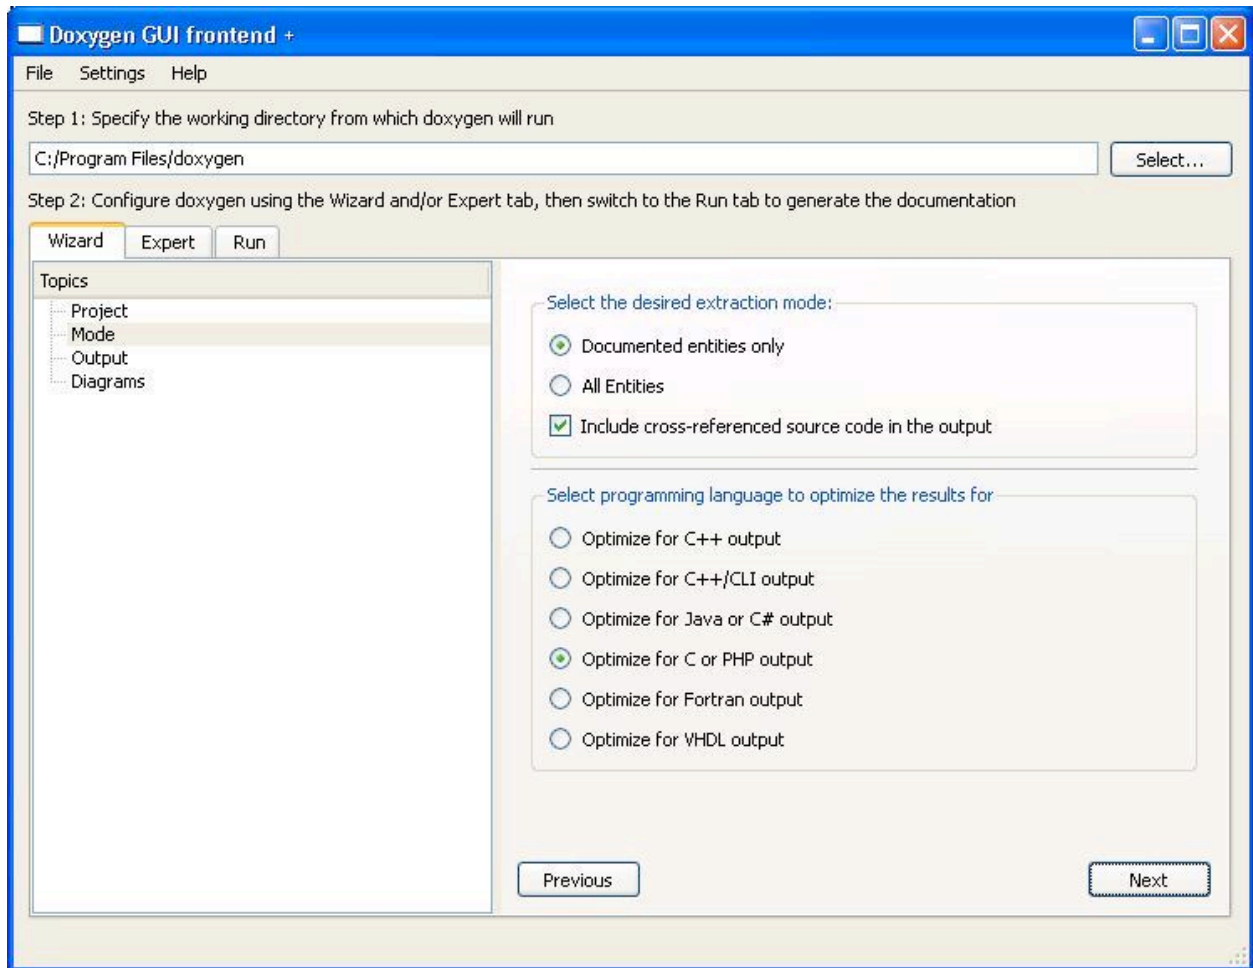 Doxygen GUI frontend +
File Settings Help
Step 1: Specify the working directory from which doxygen will run
C:/Program Files/doxygen
Select...
Step 2: Configure doxygen using the Wizard and/or Expert tab, then switch to the Run tab to generate the documentation
Wizard Expert Run
Topics
Project
Mode
Output
Diagrams
Select the desired extraction mode:
Documented entities only
All Entities
Include cross-referenced source code in the output
Select programming language to optimize the results for
Optimize for C++ output
Optimize for C++/CLI output
Optimize for Java or C# output
Optimize for C or PHP output
Optimize for Fortran output
Optimize for VHDL output
Previous
Next